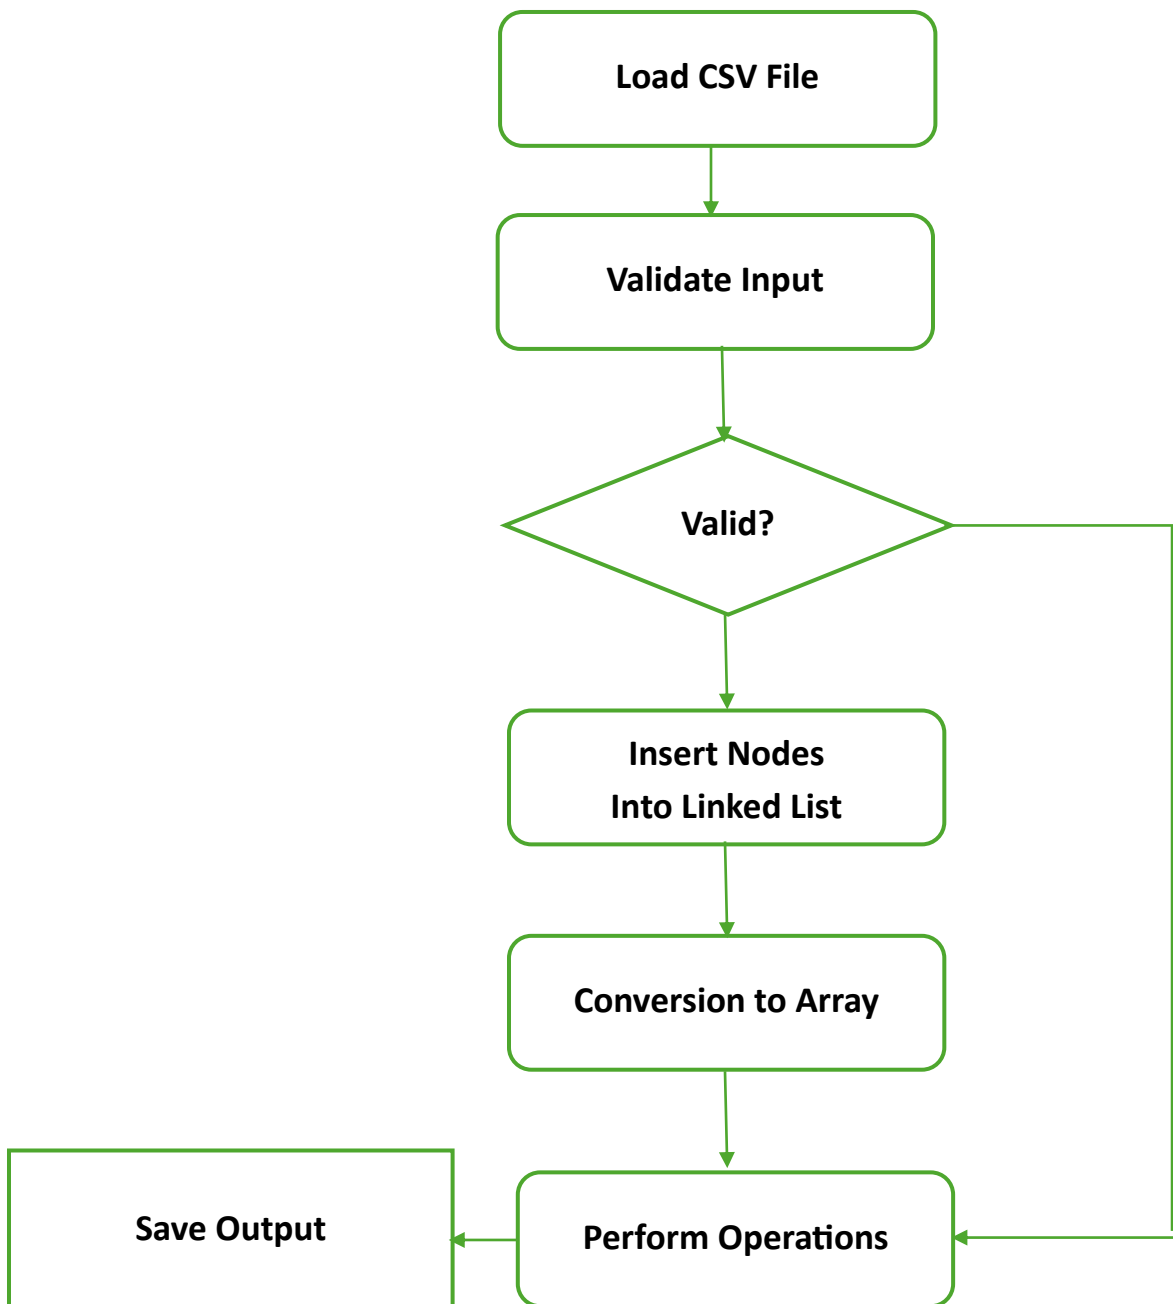 Load CSV File
Validate Input
Valid?
Insert Nodes
Into Linked List
Conversion to Array
Save Output
Perform Operations